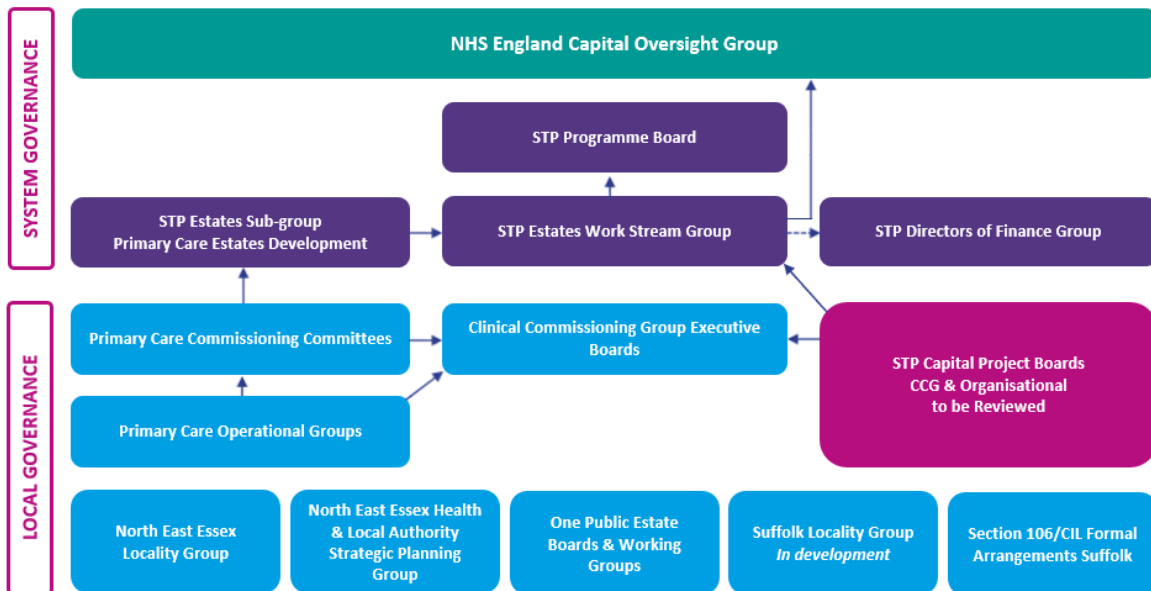 SYSTEM GOVERNANCE
NHS England Capital Oversight Group
STP Programme Board
STP Estates Sub-group
Primary Care Estates Development
STP Estates Work Stream Group
STP Directors of Finance Group
LOCAL GOVERNANCE
Primary Care Commissioning Committees
Clinical Commissioning Group Executive
Boards
STP Capital Project Boards
CCG & Organisational
to be Reviewed
Primary Care Operational Groups
North East Essex
Locality Group
North East Essex Health
& Local Authority
Strategic Planning
Group
One Public Estate
Boards & Working
Groups
Suffolk Locality Group
In development
Section 106/CIL Formal
Arrangements Suffolk